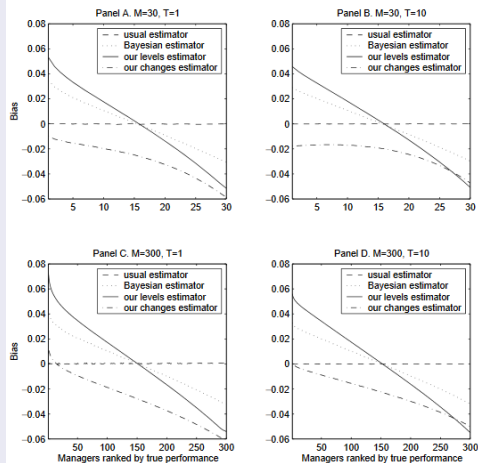 Panel A. M=30, T=1
0.08
0.06
0.04
0.02
0
−0.02
−0.04
−0.06
Bias
usual estimator
Bayesian estimator
our levels estimator
our changes estimator
5 10 15 20 25 30
Panel B. M=30, T=10
0.08
0.06
0.04
0.02
0
−0.02
−0.04
−0.06
usual estimator
Bayesian estimator
our levels estimator
our changes estimator
5 10 15 20 25 30
Panel C. M=300, T=1
0.08
0.06
0.04
0.02
0
−0.02
−0.04
−0.06
Bias
usual estimator
Bayesian estimator
our levels estimator
our changes estimator
50 100 150 200 250 300
Managers ranked by true performance
Panel D. M=300, T=10
0.08
0.06
0.04
0.02
0
−0.02
−0.04
−0.06
usual estimator
Bayesian estimator
our levels estimator
our changes estimator
50 100 150 200 250 300
Managers ranked by true performance